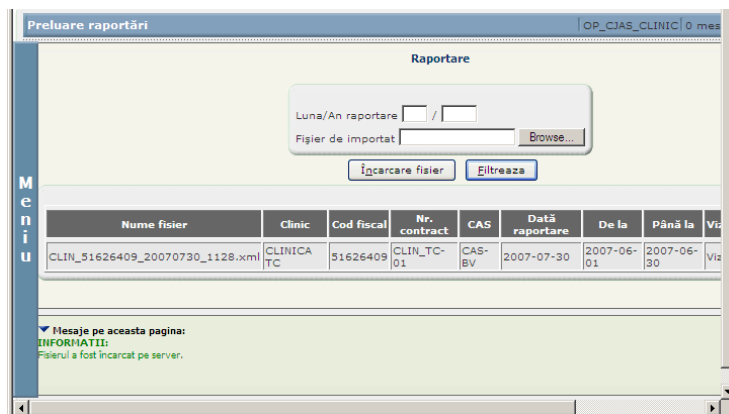 Preluare raportări
OP_CJAS_CLINIC 0 mes
Raportare
Luna/An raportare /
Fişier de importat Browse...
Încarcare fisier Filtreaza
Meniu
Nume fisier Clinic Cod fiscal Nr. contract CAS Dată raportare De la Până la Viz
CLIN_51626409_20070730_1128.xml CLINICA TC 51626409 CLIN_TC-01 CAS-BV 2007-07-30 2007-06-01 2007-06-30 Viz
Mesaje pe aceasta pagina:
INFORMATII:
Fisierul a fost încarcat pe server.